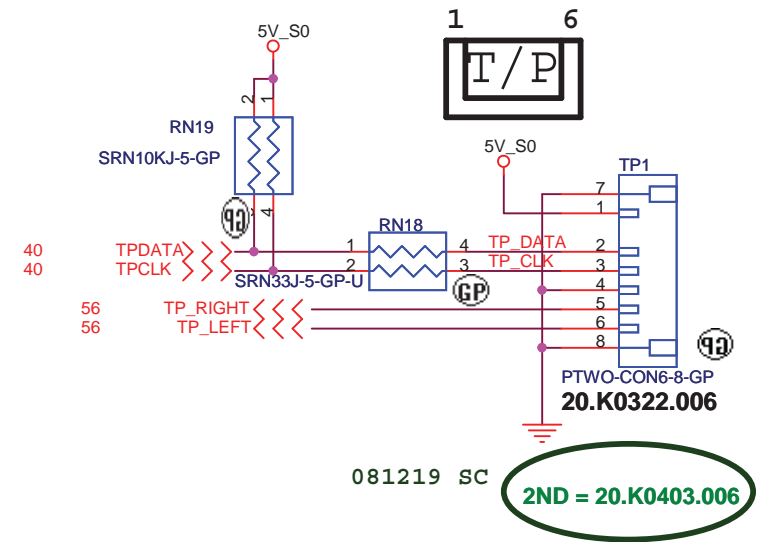 1 6
T/P
5V_S0
2 1
RN19
SRN10KJ-5-GP
5V_S0
TP1
7
1
GP
4
RN18
40 TPDATA 1 4 TP_DATA 2
40 TPCLK 2 3 TP_CLK 3
SRN33J-5-GP-U
GP
4
56 TP_RIGHT 5
56 TP_LEFT 6
8
GP
PTWO-CON6-8-GP
20.K0322.006
081219 SC
2ND = 20.K0403.006